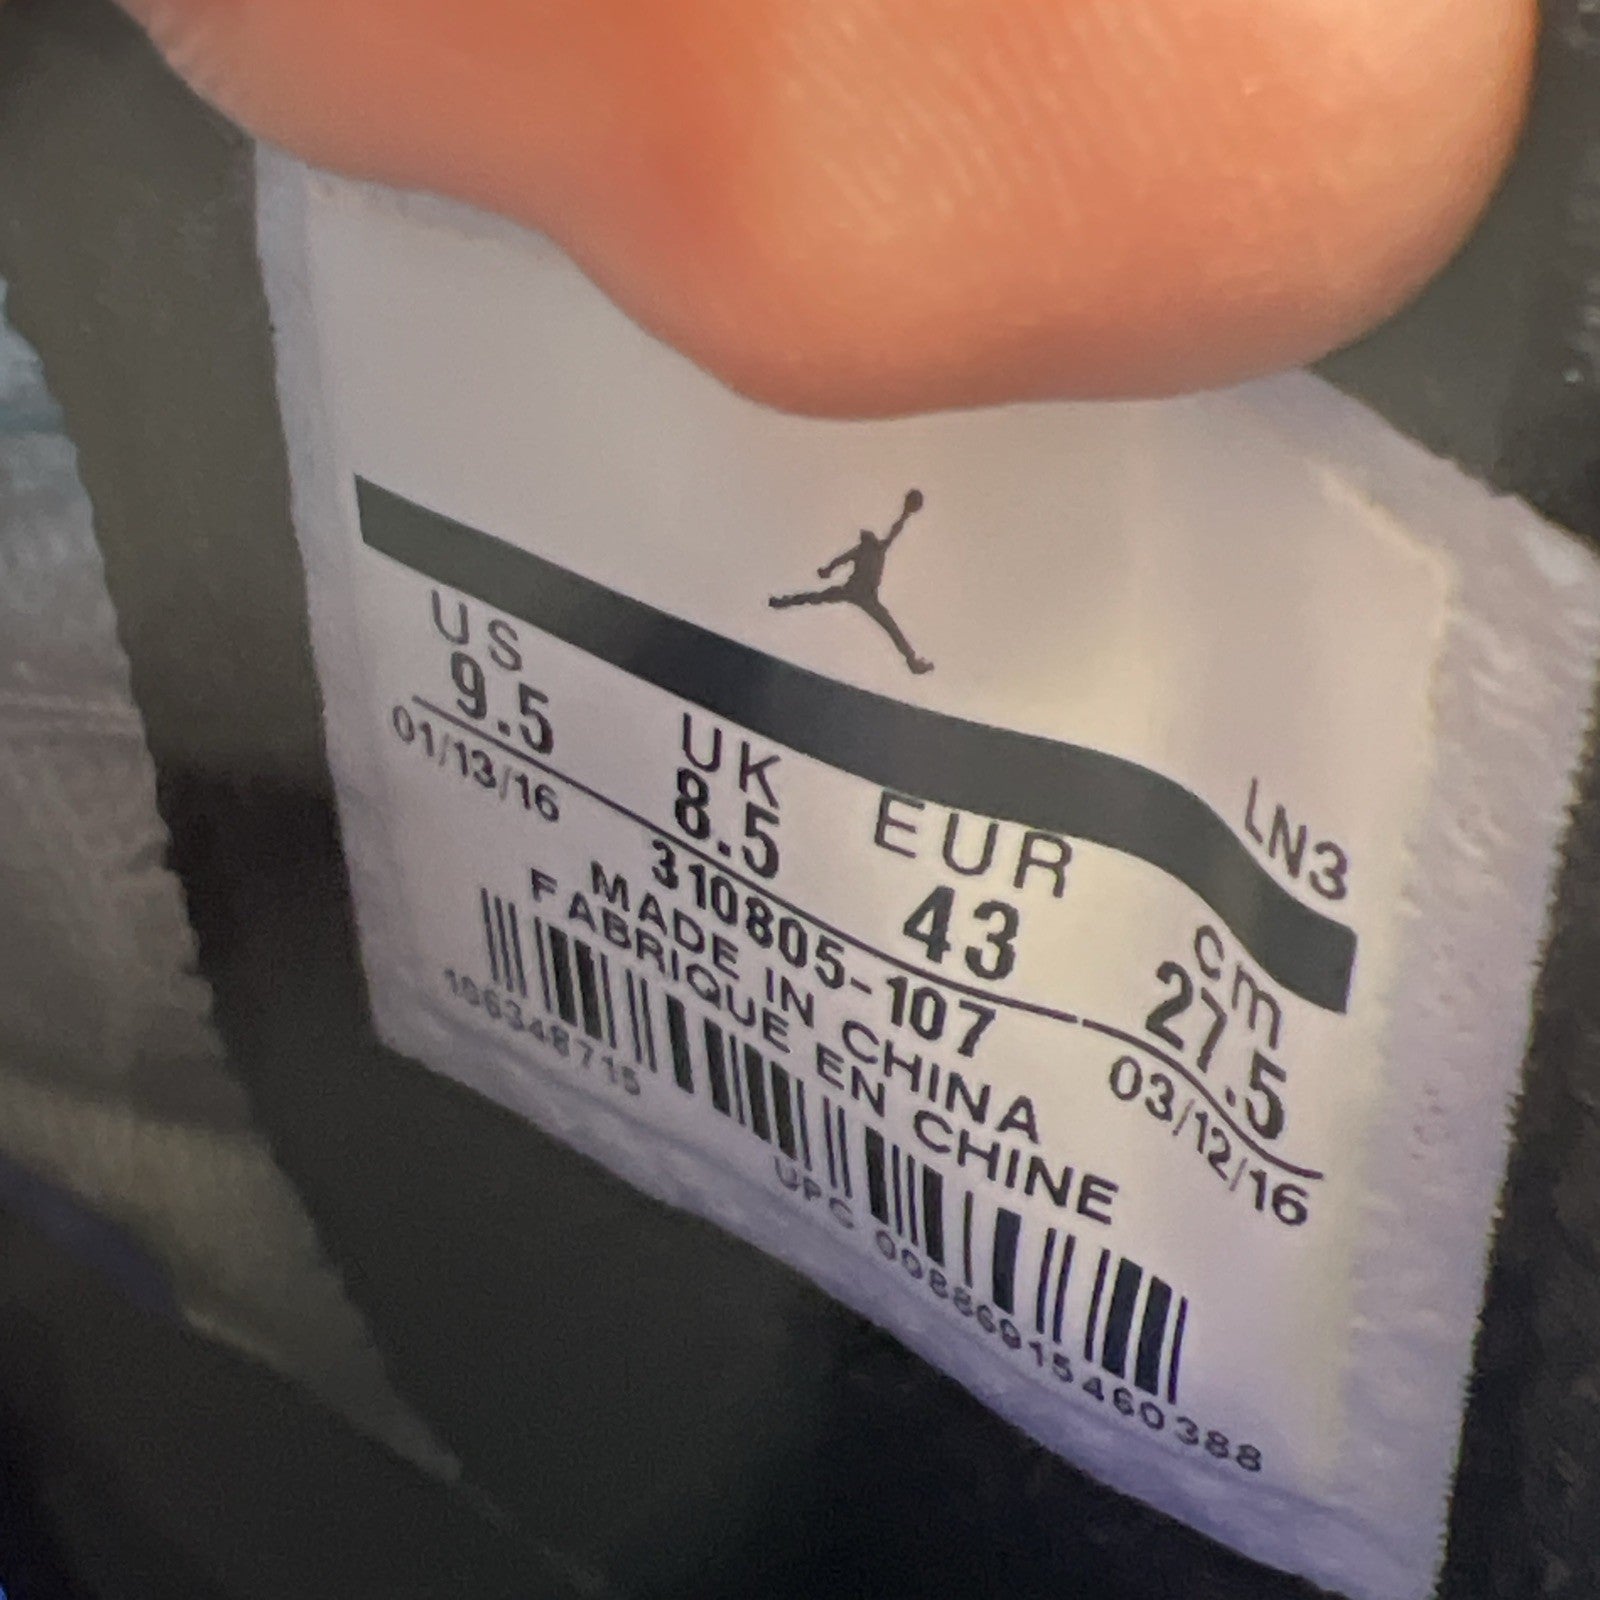 LN3
US UK EUR cm
9.5 8.5 43 27.5
01/13/16 03/12/16
310805-107
MADE IN CHINA
FABRIQUE EN CHINE
106348715
UPC 00886915460388